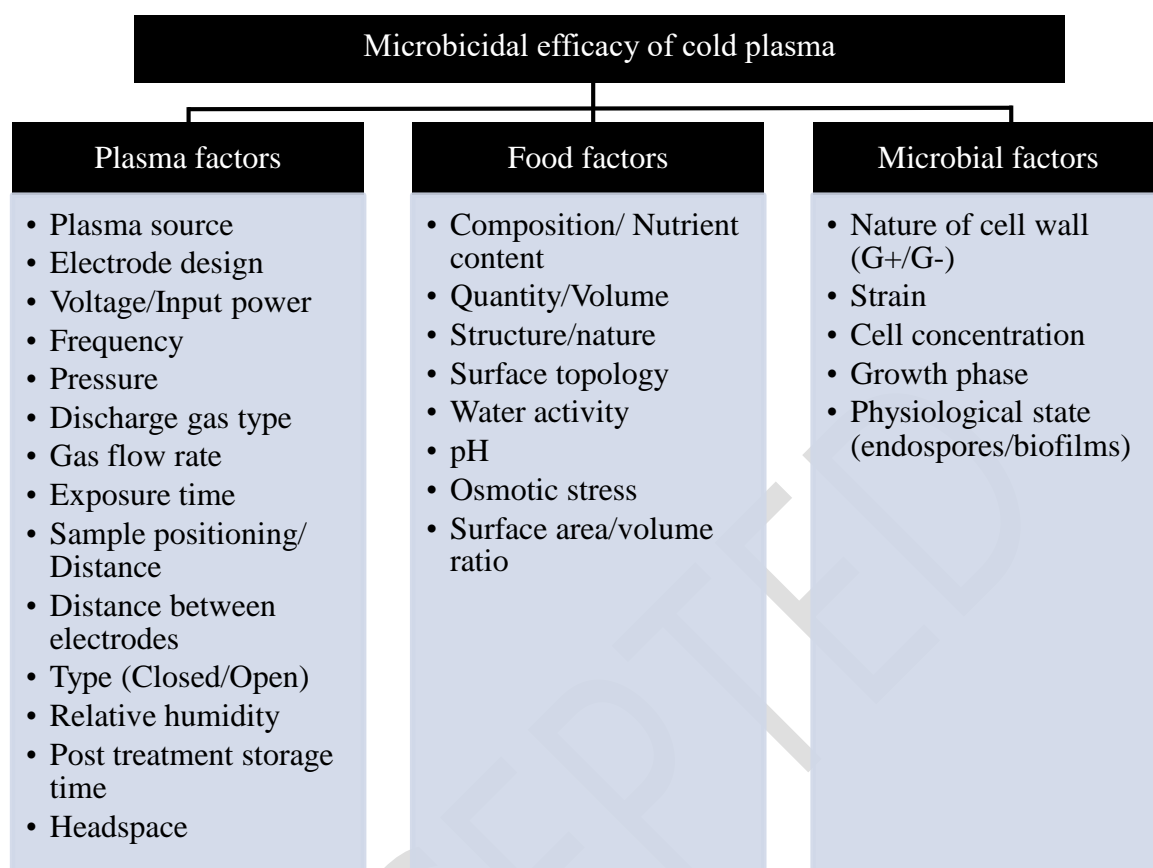 Microbicidal efficacy of cold plasma
Plasma factors
• Plasma source
• Electrode design
• Voltage/Input power
• Frequency
• Pressure
• Discharge gas type
• Gas flow rate
• Exposure time
• Sample positioning/
Distance
• Distance between
electrodes
• Type (Closed/Open)
• Relative humidity
• Post treatment storage
time
• Headspace
Food factors
• Composition/ Nutrient
content
• Quantity/Volume
• Structure/nature
• Surface topology
• Water activity
• pH
• Osmotic stress
• Surface area/volume
ratio
Microbial factors
• Nature of cell wall
(G+/G-)
• Strain
• Cell concentration
• Growth phase
• Physiological state
(endospores/biofilms)